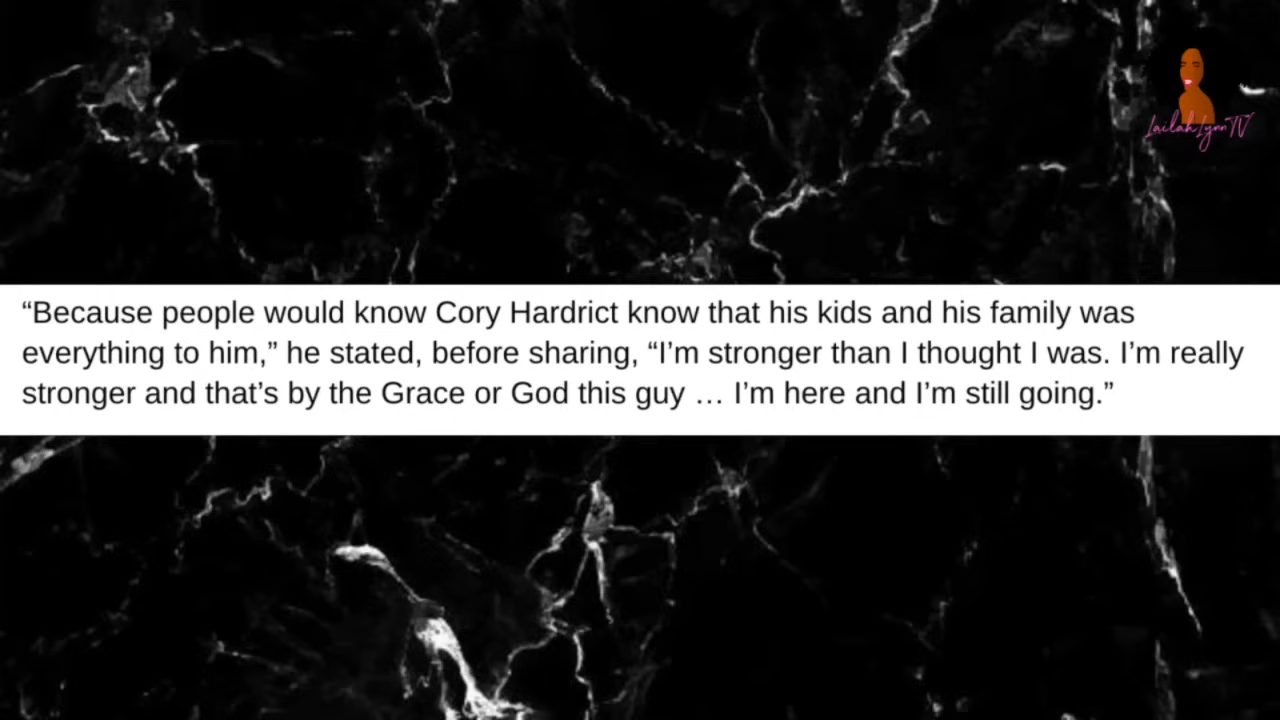 LailahLynnTV
“Because people would know Cory Hardrict know that his kids and his family was
everything to him,” he stated, before sharing, “I’m stronger than I thought I was. I’m really
stronger and that’s by the Grace or God this guy … I’m here and I’m still going.”